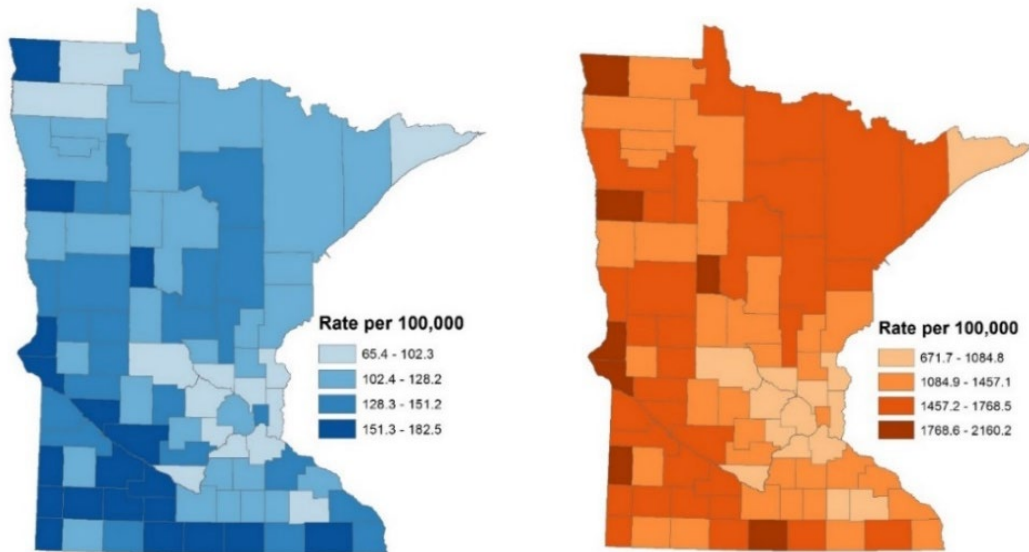 Rate per 100,000
65.4 - 102.3
102.4 - 128.2
128.3 - 151.2
151.3 - 182.5
Rate per 100,000
671.7 - 1084.8
1084.9 - 1457.1
1457.2 - 1768.5
1768.6 - 2160.2